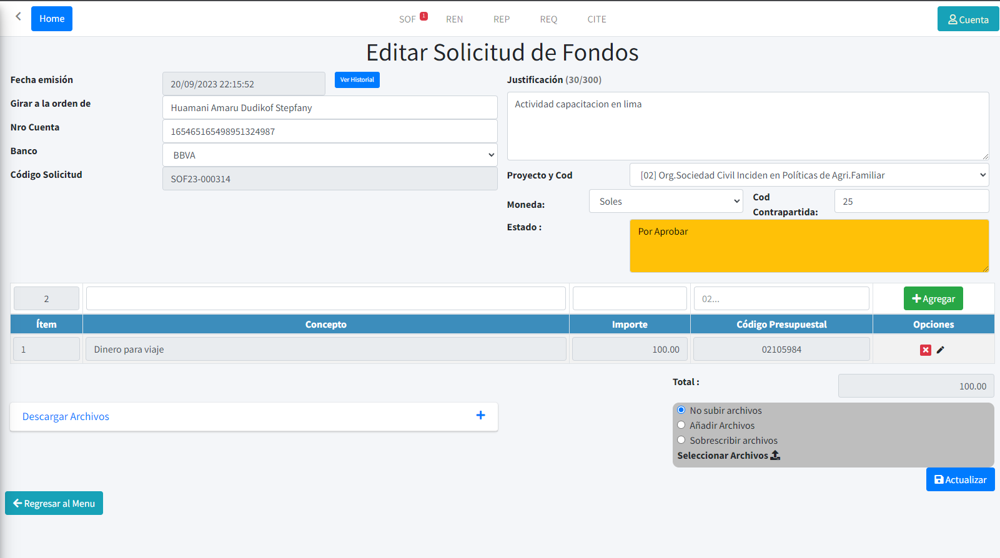 Home
SOF 1 REN REP REQ CITE
Cuenta
Editar Solicitud de Fondos
Fecha emisión 20/09/2023 22:15:52 Ver Historial
Girar a la orden de Huamani Amaru Dudikof Stepfany
Nro Cuenta 165465165498951324987
Banco BBVA
Código Solicitud SOF23-000314
Justificación (30/300)
Actividad capacitacion en lima
Proyecto y Cod [02] Org.Sociedad Civil Inciden en Políticas de Agri.Familiar
Moneda: Soles Cod Contrapartida: 25
Estado : Por Aprobar
2 02... Agregar
Ítem Concepto Importe Código Presupuestal Opciones
1 Dinero para viaje 100.00 02105984
Total : 100.00
Descargar Archivos
No subir archivos
Añadir Archivos
Sobrescribir archivos
Seleccionar Archivos
Actualizar
Regresar al Menu